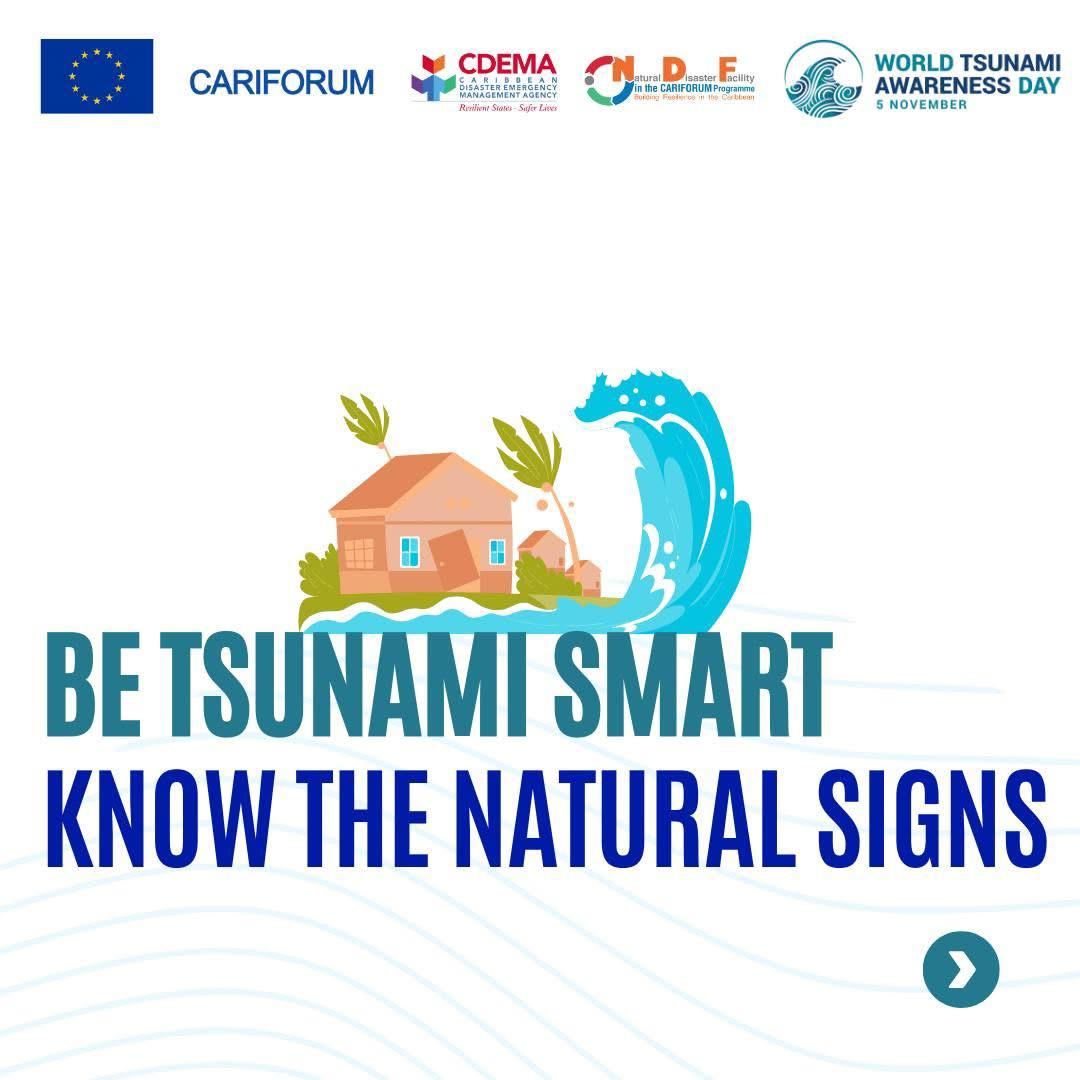 CARIFORUM
CDEMA
CARIBBEAN
DISASTER EMERGENCY
MANAGEMENT AGENCY
Resilient States - Safer Lives
Natural Disaster Facility
in the CARIFORUM Programme
Building Resilience in the Caribbean
WORLD TSUNAMI
AWARENESS DAY
5 NOVEMBER
BE TSUNAMI SMART
KNOW THE NATURAL SIGNS